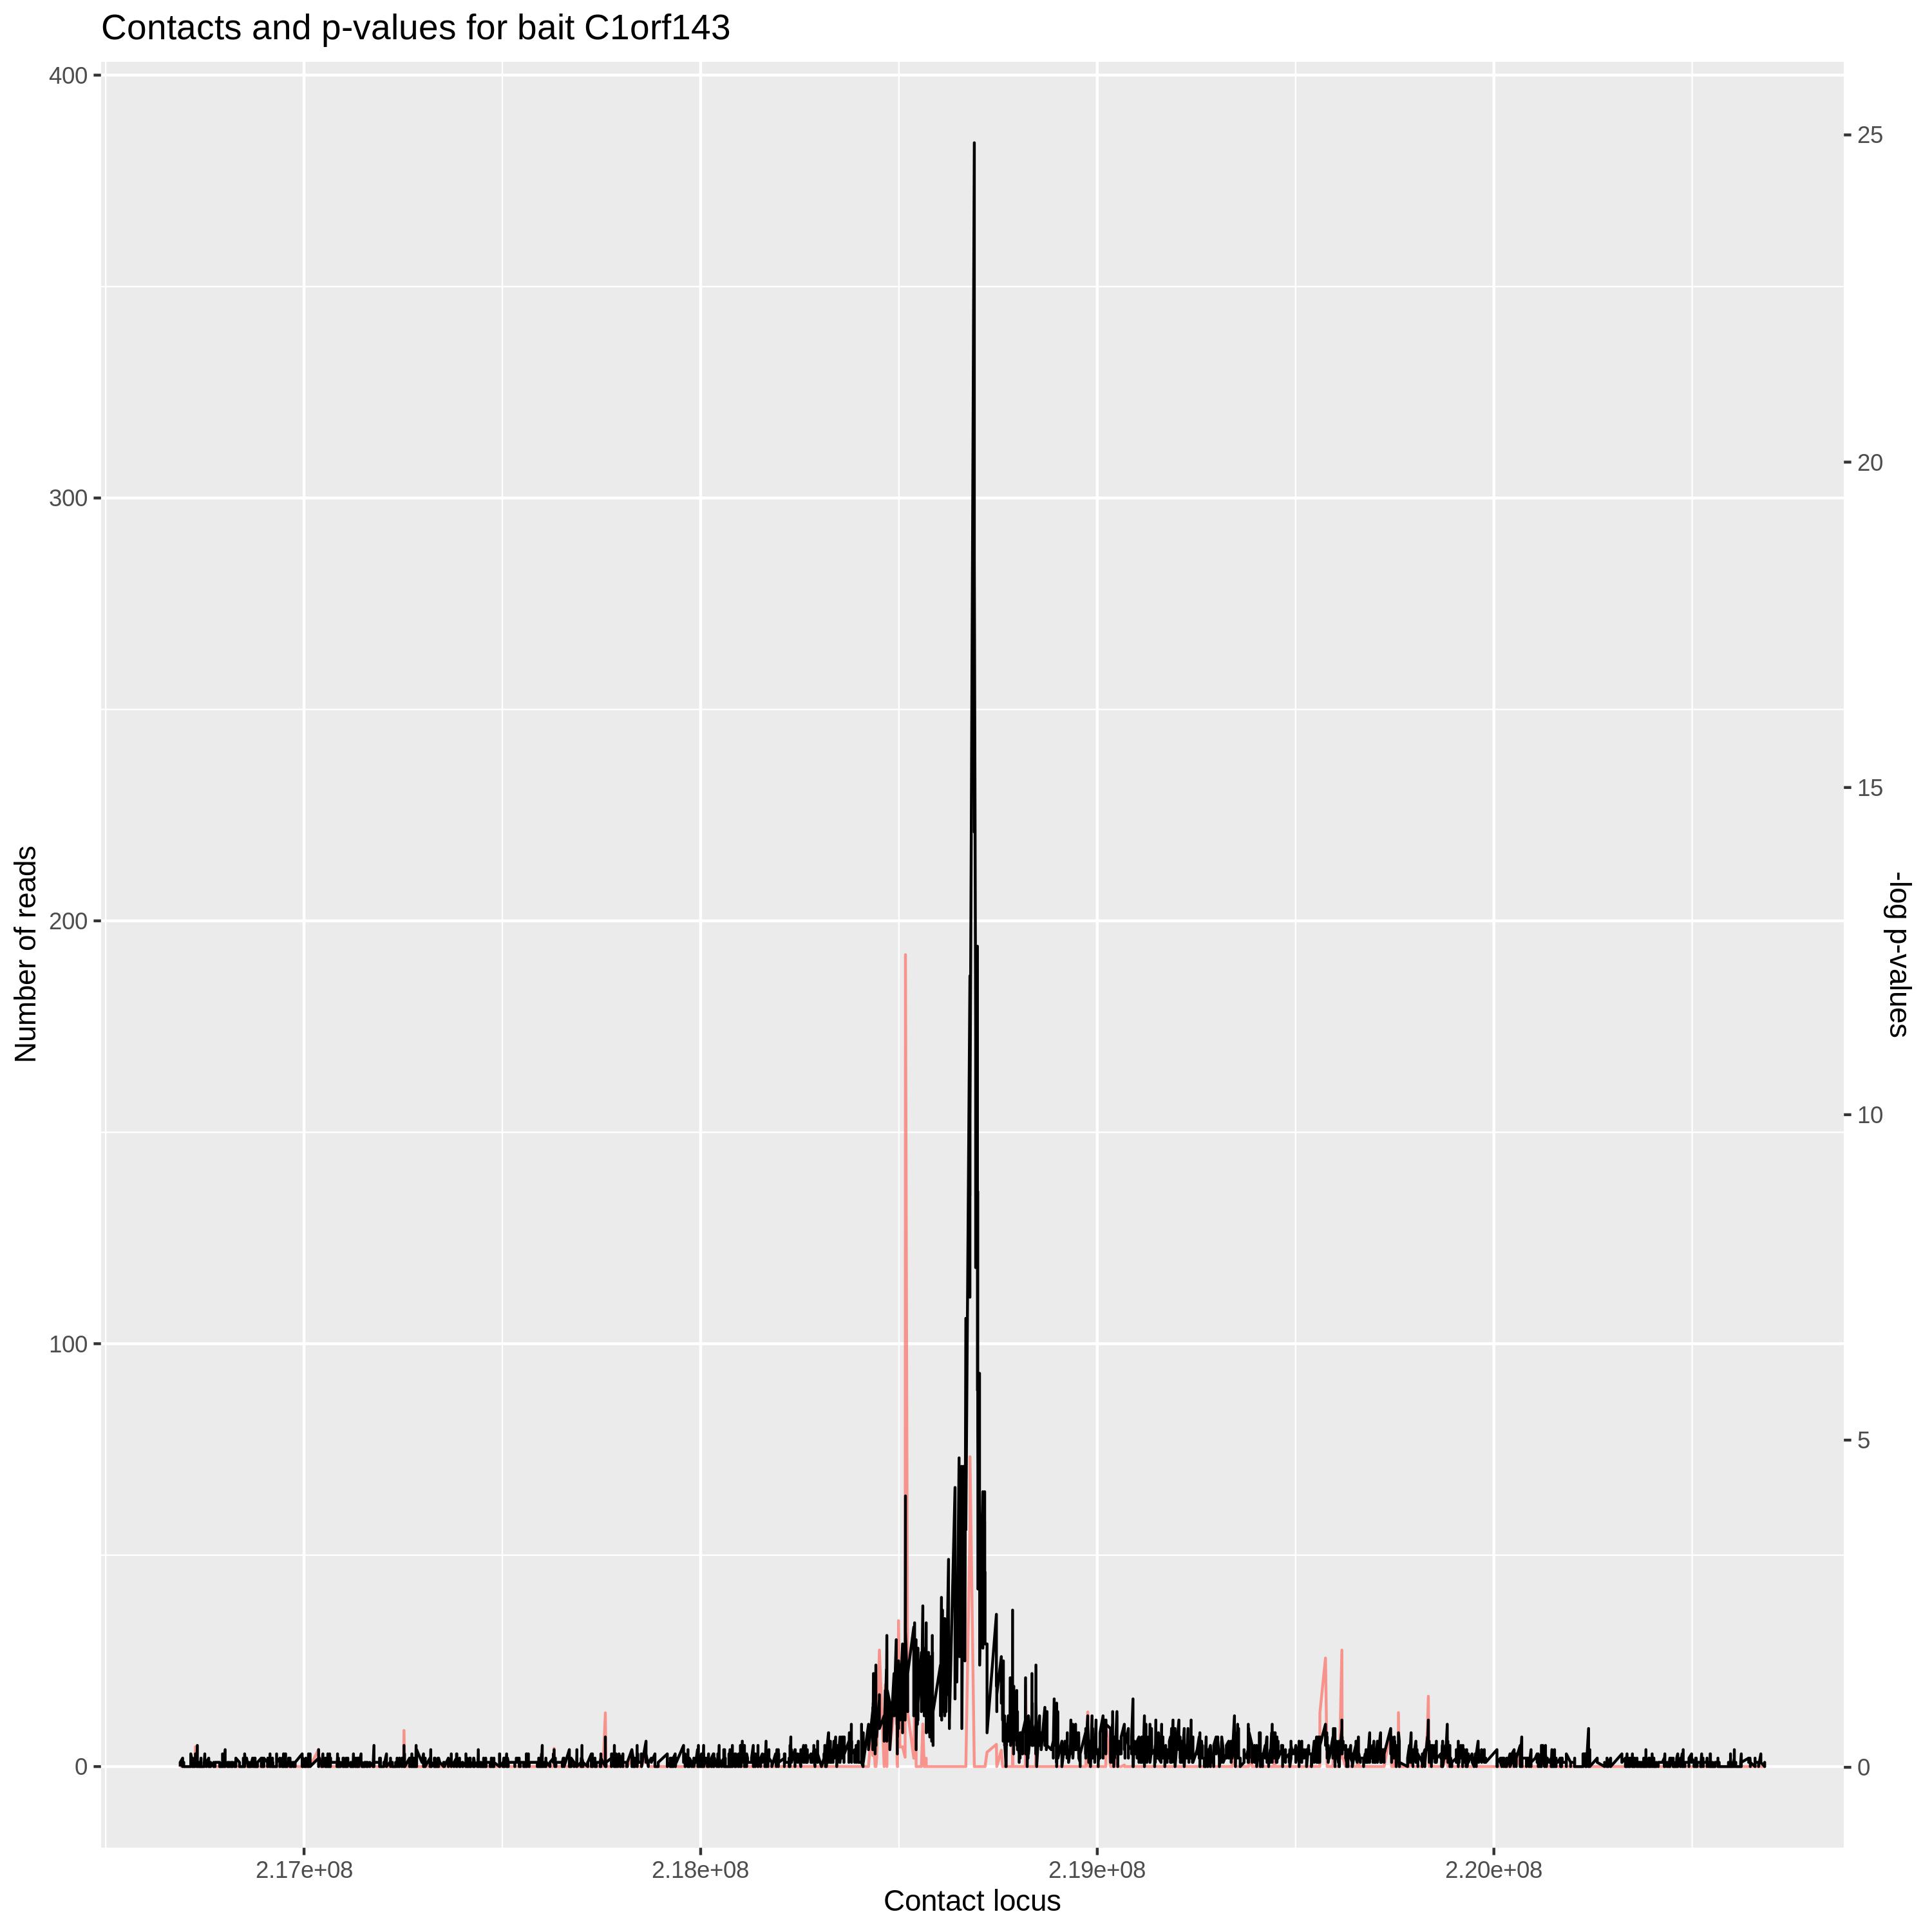 Contacts and p-values for bait C1orf143
400
300
200
100
0
Number of reads
25
20
15
10
5
0
-log p-values
2.17e+08
2.18e+08
2.19e+08
2.20e+08
Contact locus